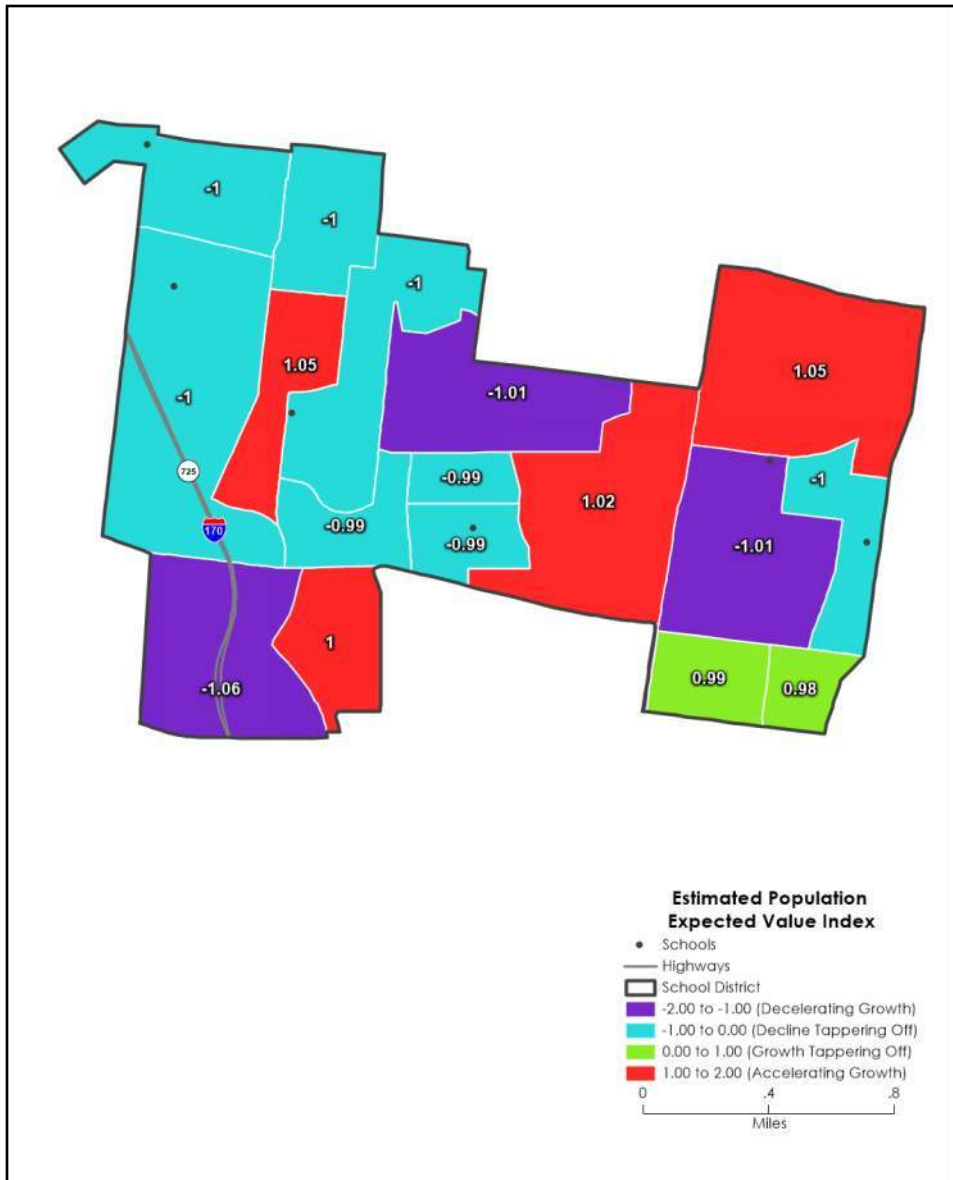 -1
-1
-1
1.05
1.05
-1
-1.01
-0.99
-1
725
1.02
-0.99
-0.99
170
-1.01
1
0.99
0.98
-1.06
Estimated Population
Expected Value Index
Schools
Highways
School District
-2.00 to -1.00 (Decelerating Growth)
-1.00 to 0.00 (Decline Tappering Off)
0.00 to 1.00 (Growth Tappering Off)
1.00 to 2.00 (Accelerating Growth)
0 .4 .8
Miles